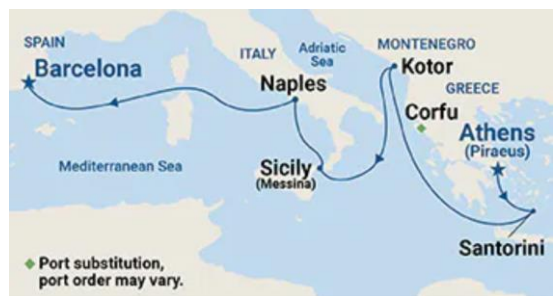 SPAIN
Barcelona
ITALY
Adriatic
Sea
MONTENEGRO
Kotor
Naples
GREECE
Corfu
Athens
(Piraeus)
Mediterranean Sea
Sicily
(Messina)
Santorini
Port substitution,
port order may vary.